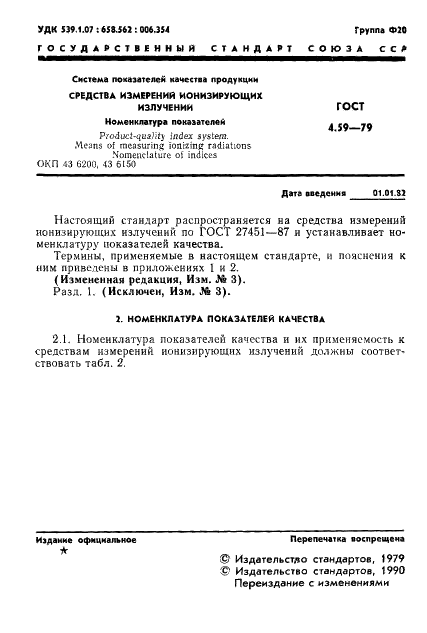 УДК 539.1.07 : 658.562 : 006.354 Группа Ф20
ГОСУДАРСТВЕННЫЙ СТАНДАРТ СОЮЗА ССР
Система показателей качества продукции
СРЕДСТВА ИЗМЕРЕНИЙ ИОНИЗИРУЮЩИХ
ИЗЛУЧЕНИЙ
Номенклатура показателей
Product-quality index system.
Means of measuring ionizing radiations
Nomenclature of indices
ОКП 43 6200, 43 6150
ГОСТ
4.59—79
Дата введения 01.01.82
Настоящий стандарт распространяется на средства измерений
ионизирующих излучений по ГОСТ 27451—87 и устанавливает но-
менклатуру показателей качества.
Термины, применяемые в настоящем стандарте, и пояснения к
ним приведены в приложениях 1 и 2.
(Измененная редакция, Изм. № 3).
Разд. 1. (Исключен, Изм. № 3).
2. НОМЕНКЛАТУРА ПОКАЗАТЕЛЕЙ КАЧЕСТВА
2.1. Номенклатура показателей качества и их применяемость к
средствам измерений ионизирующих излучений должны соответ-
ствовать табл. 2.
Издание официальное Перепечатка воспрещена
★
© Издательство стандартов, 1979
© Издательство стандартов, 1990
Переиздание с изменениями